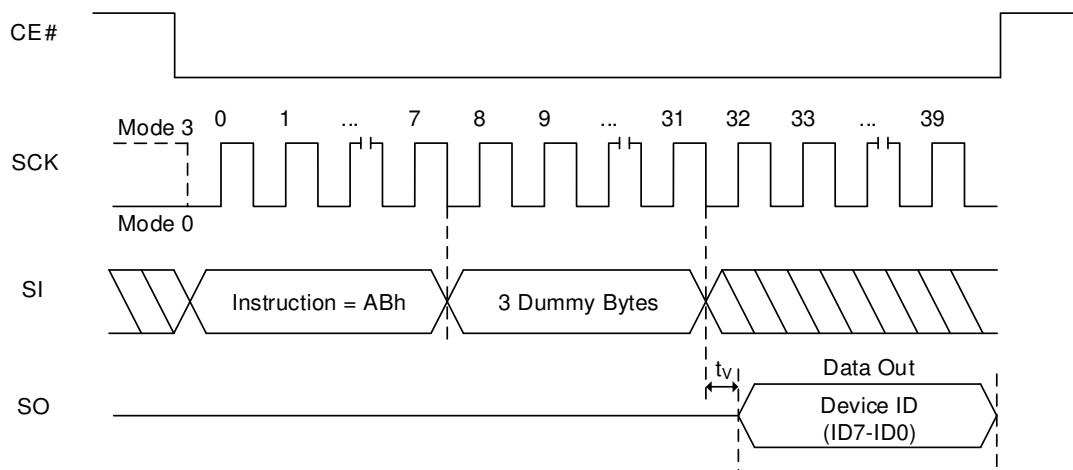 CE#
0 1 ... 7 8 9 ... 31 32 33 ... 39
Mode 3
SCK
Mode 0
SI
Instruction = ABh
3 Dummy Bytes
tV
Data Out
SO
Device ID
(ID7-ID0)